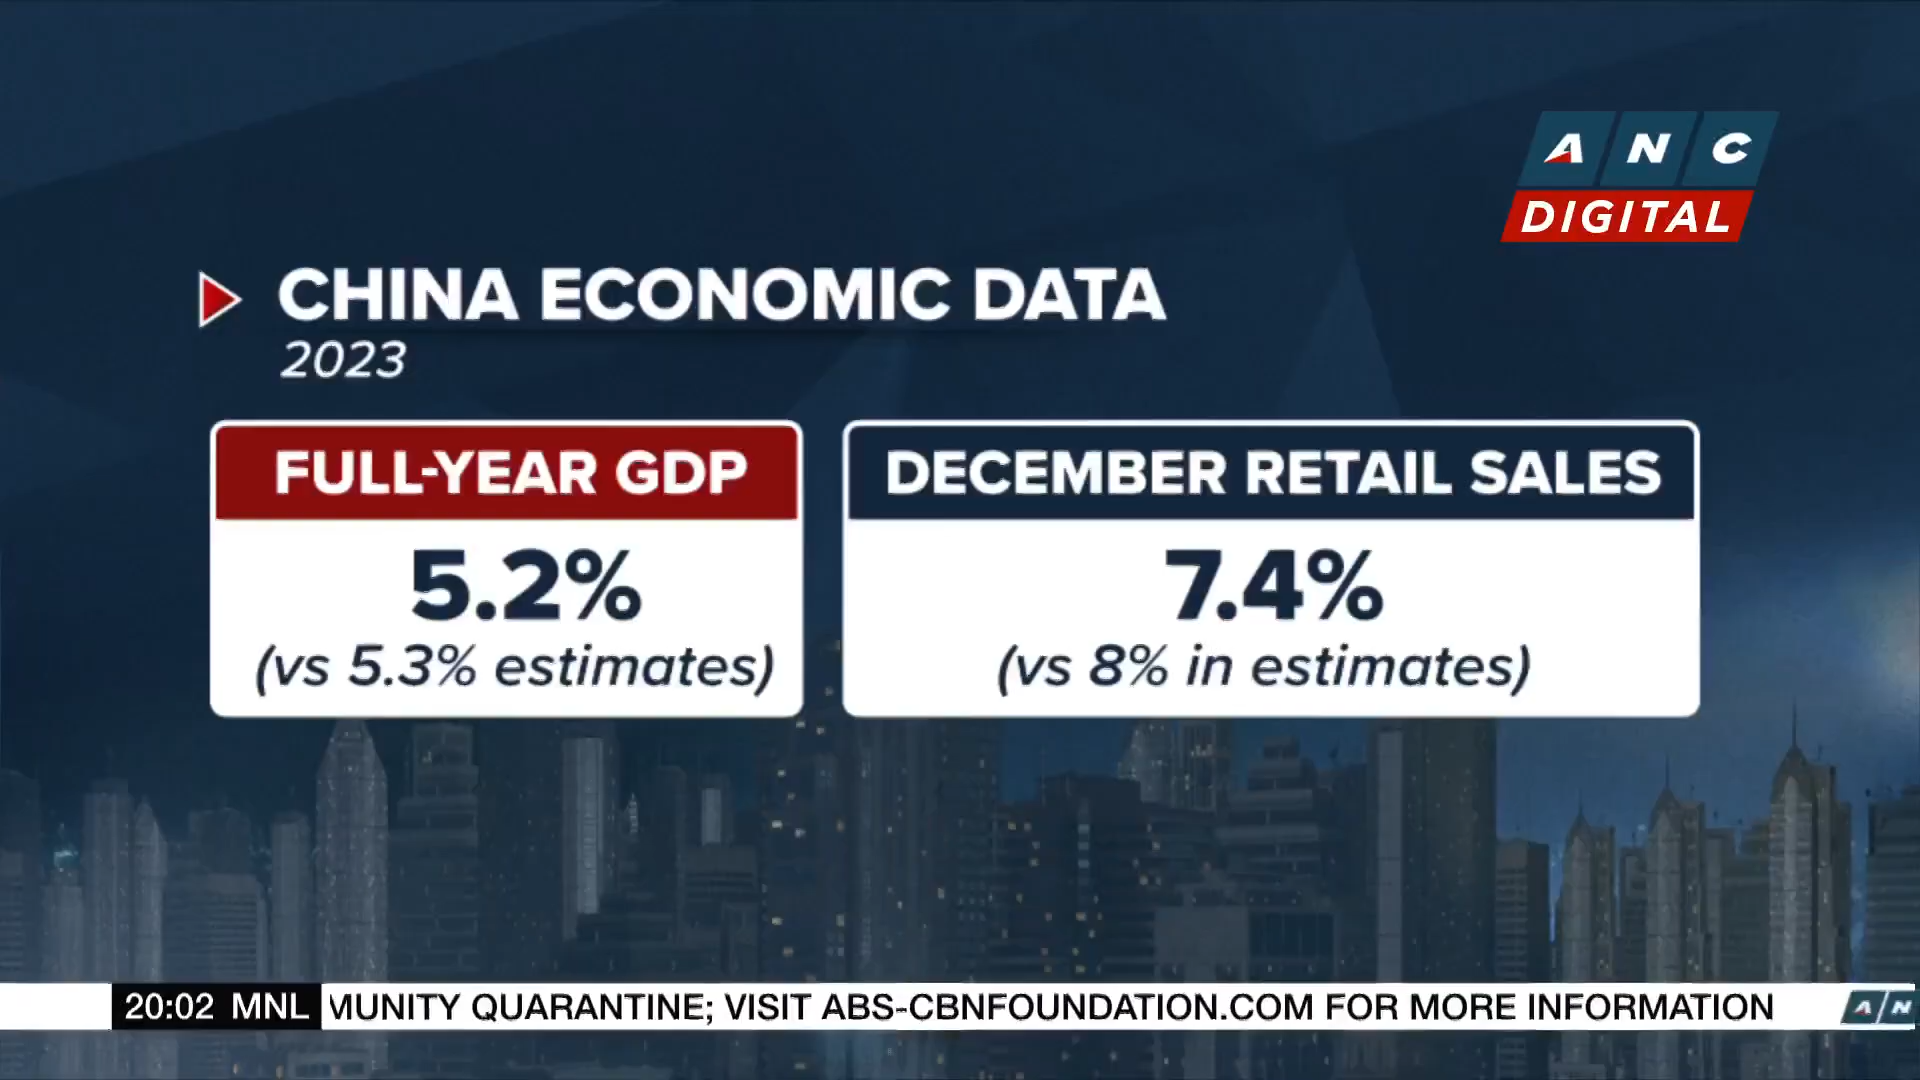 ANC
DIGITAL
CHINA ECONOMIC DATA
2023
FULL-YEAR GDP
5.2%
(vs 5.3% estimates)
DECEMBER RETAIL SALES
7.4%
(vs 8% in estimates)
20:02 MNL MUNITY QUARANTINE; VISIT ABS-CBNFOUNDATION.COM FOR MORE INFORMATION AN